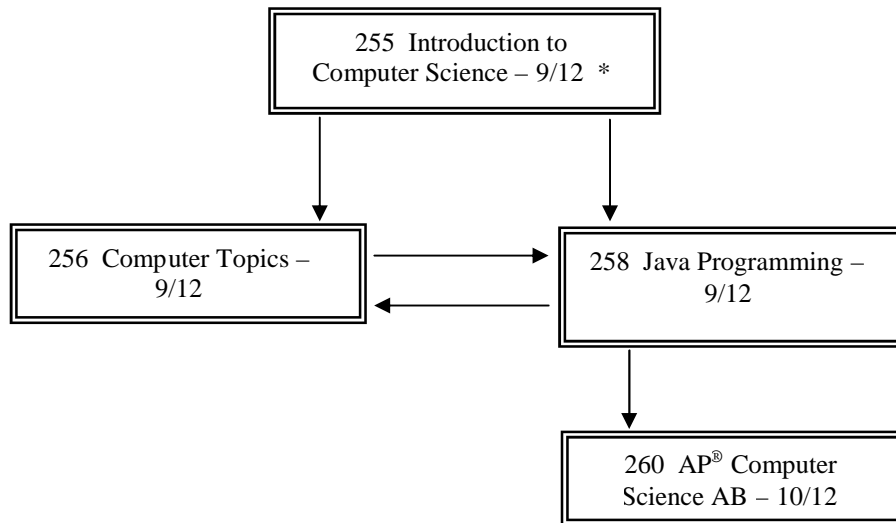 255 Introduction to
Computer Science – 9/12 *
256 Computer Topics –
9/12
258 Java Programming –
9/12
260 AP® Computer
Science AB – 10/12